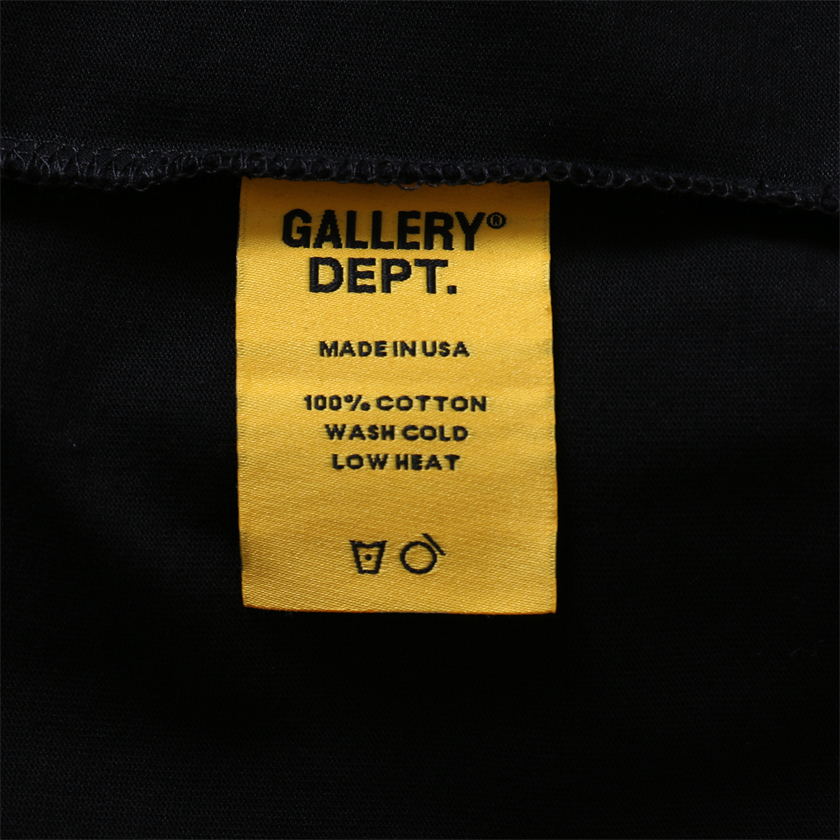 GALLERY®
DEPT.
MADE IN USA
100% COTTON
WASH COLD
LOW HEAT